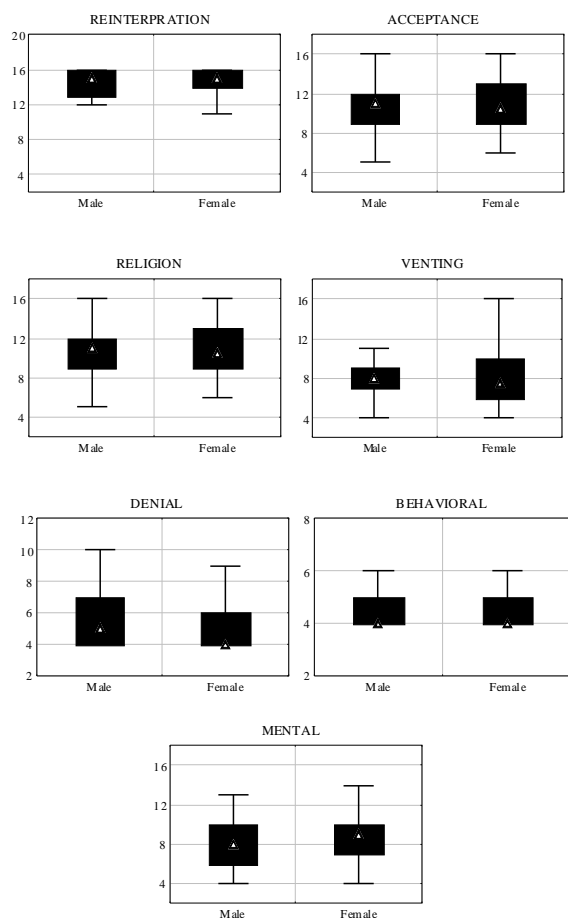 REINTERPRATION
20
16
12
8
4
Male Female
ACCEPTANCE
16
12
8
4
Male Female
RELIGION
16
12
8
4
Male Female
VENTING
16
12
8
4
Male Female
DENIAL
12
10
8
6
4
2
Male Female
BEHAVIORAL
8
6
4
2
Male Female
MENTAL
16
12
8
4
Male Female